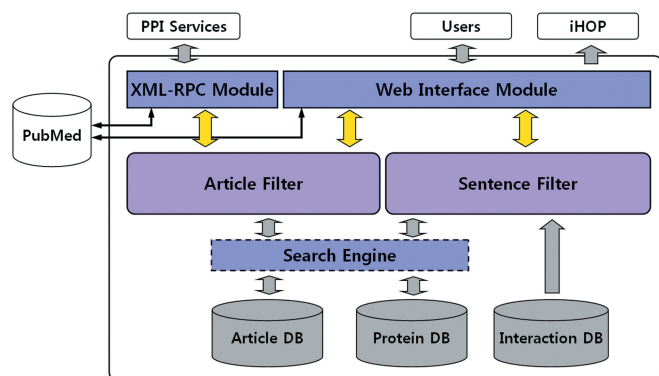 PPI Services
Users
iHOP
XML-RPC Module
Web Interface Module
PubMed
Article Filter
Sentence Filter
Search Engine
Article DB
Protein DB
Interaction DB